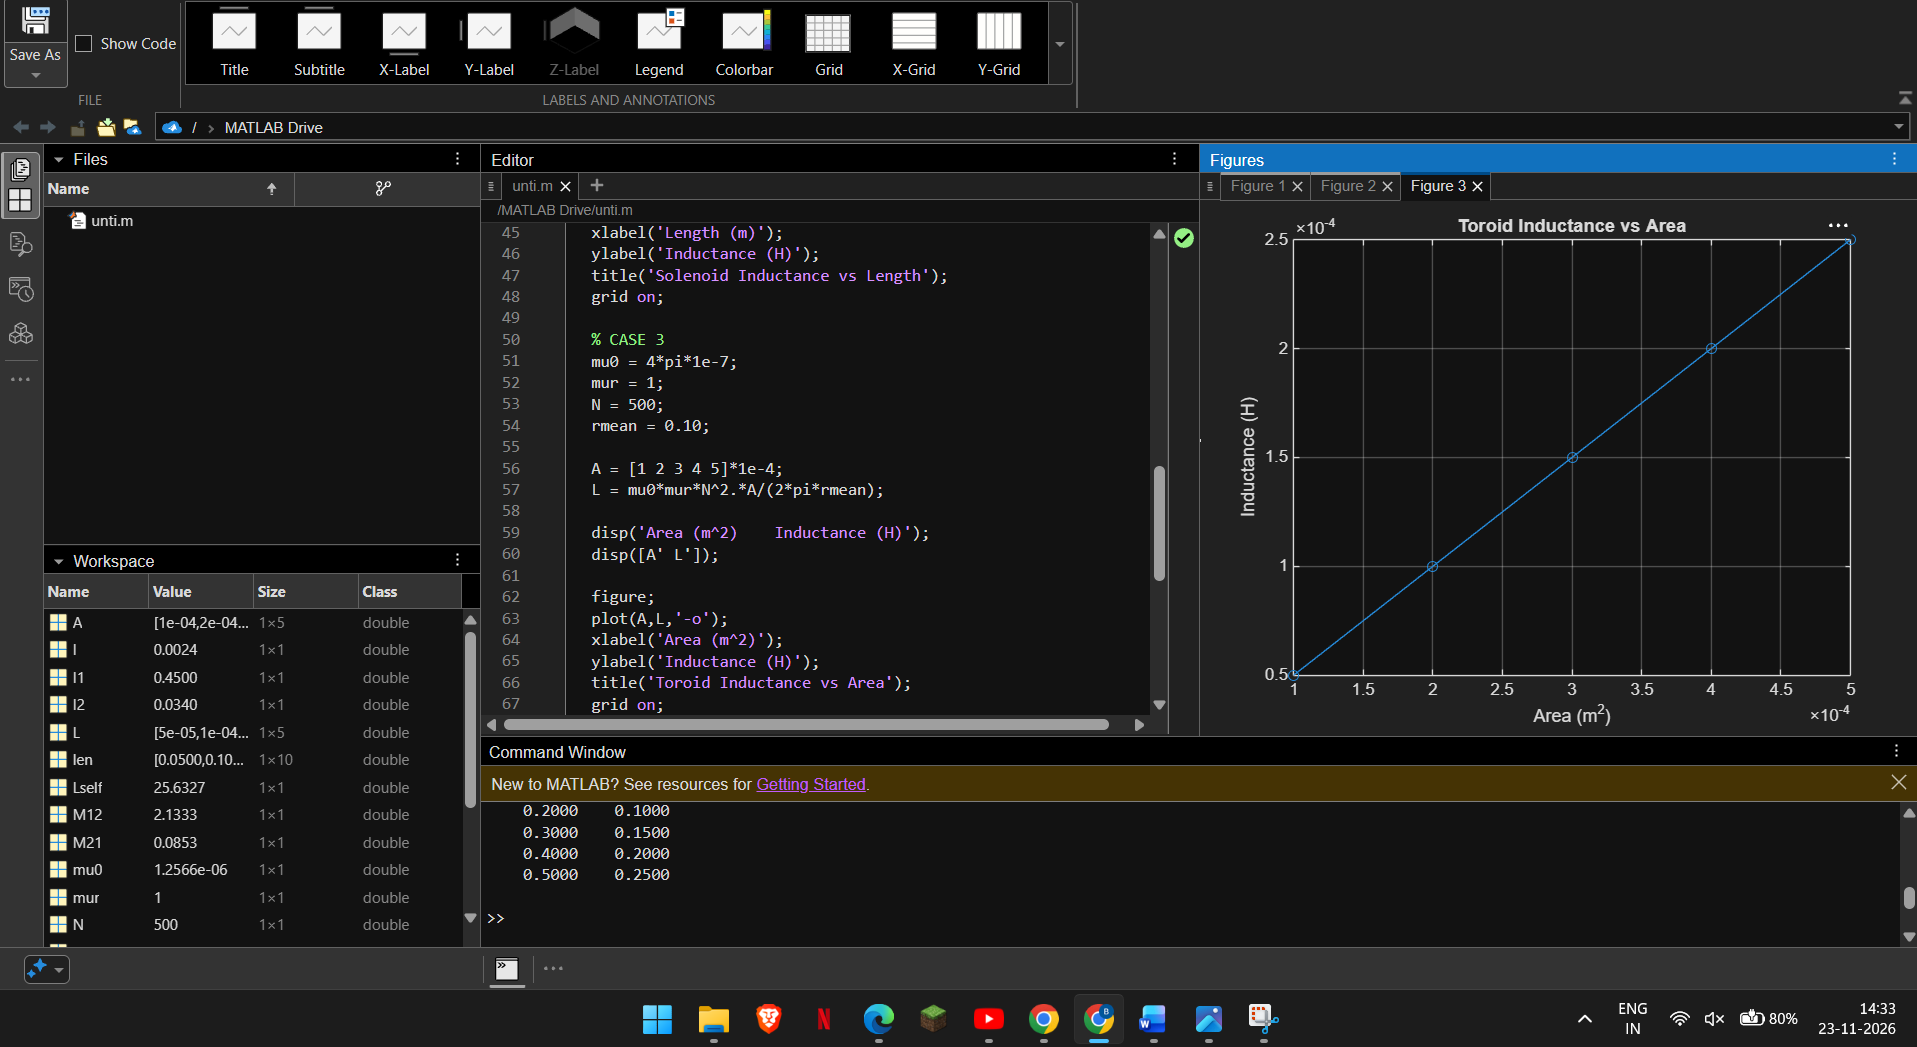 Save As
Show Code
FILE
Title
Subtitle
X-Label
Y-Label
Z-Label
Legend
Colorbar
Grid
X-Grid
Y-Grid
LABELS AND ANNOTATIONS
/ › MATLAB Drive
Files
Name
unti.m
Workspace
Name Value Size Class
A [1e-04,2e-04... 1×5 double
I 0.0024 1×1 double
I1 0.4500 1×1 double
I2 0.0340 1×1 double
L [5e-05,1e-04... 1×5 double
len [0.0500,0.10... 1×10 double
Lself 25.6327 1×1 double
M12 2.1333 1×1 double
M21 0.0853 1×1 double
mu0 1.2566e-06 1×1 double
mur 1 1×1 double
N 500 1×1 double
Editor
unti.m
/MATLAB Drive/unti.m
45 xlabel('Length (m)');
46 ylabel('Inductance (H)');
47 title('Solenoid Inductance vs Length');
48 grid on;
49
50 % CASE 3
51 mu0 = 4*pi*1e-7;
52 mur = 1;
53 N = 500;
54 rmean = 0.10;
55
56 A = [1 2 3 4 5]*1e-4;
57 L = mu0*mur*N^2.*A/(2*pi*rmean);
58
59 disp('Area (m^2)    Inductance (H)');
60 disp([A' L']);
61
62 figure;
63 plot(A,L,'-o');
64 xlabel('Area (m^2)');
65 ylabel('Inductance (H)');
66 title('Toroid Inductance vs Area');
67 grid on;
Figures
Figure 1 Figure 2 Figure 3
Toroid Inductance vs Area
×10⁻⁴
2.5
2
1.5
1
0.5
Inductance (H)
1 1.5 2 2.5 3 3.5 4 4.5 5
Area (m²)
×10⁻⁴
Command Window
New to MATLAB? See resources for Getting Started.
0.2000 0.1000
0.3000 0.1500
0.4000 0.2000
0.5000 0.2500
>>
ENG
IN
80%
14:33
23-11-2026